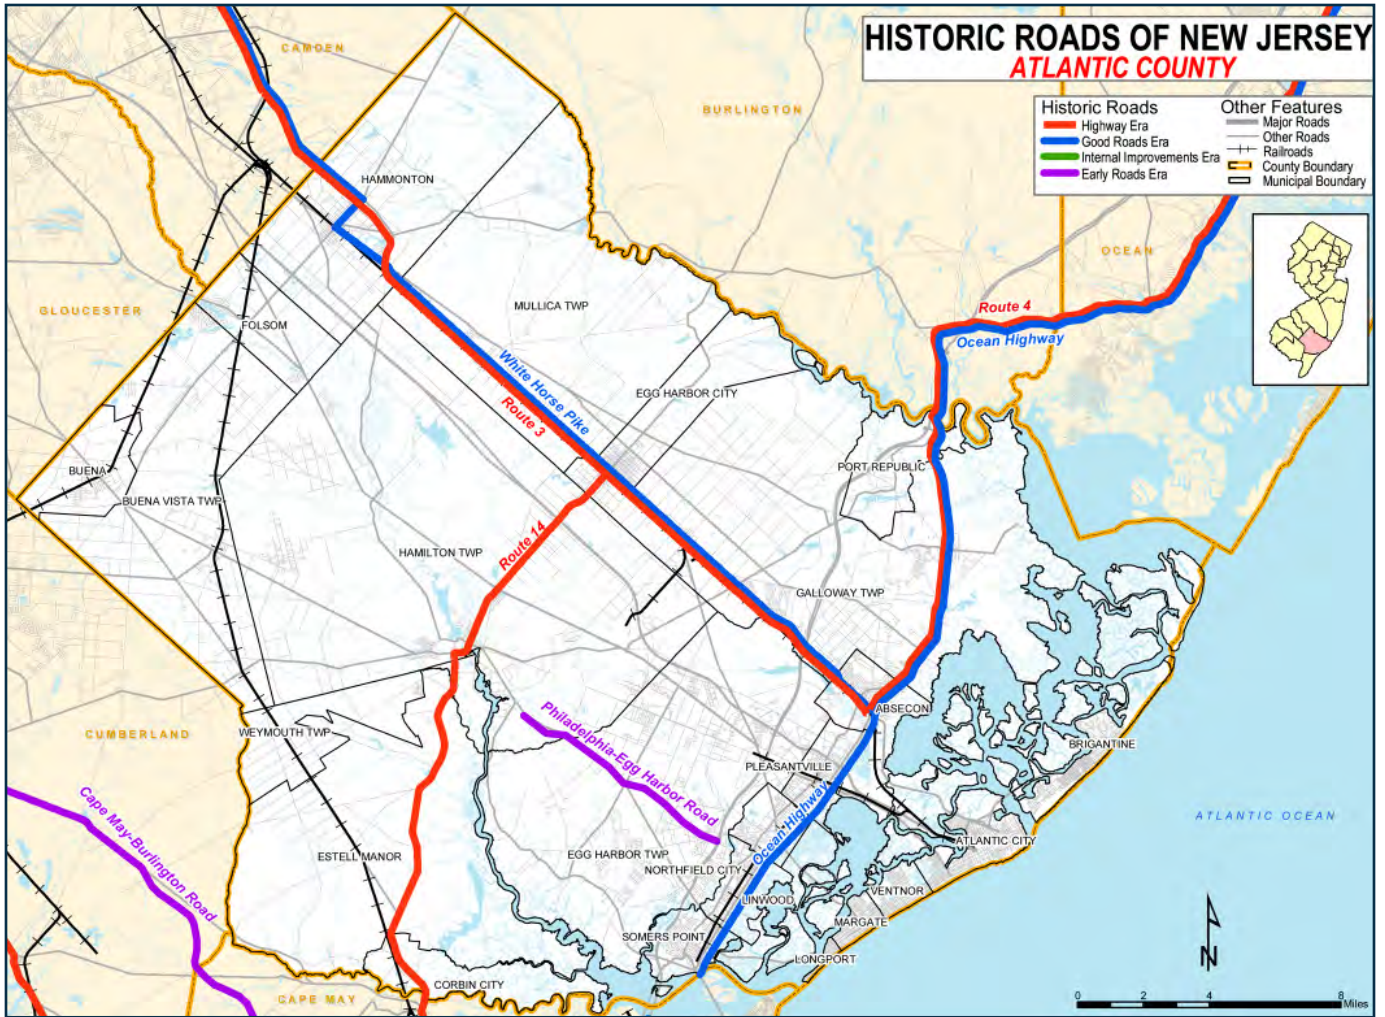 HISTORIC ROADS OF NEW JERSEY
ATLANTIC COUNTY
Historic Roads
Highway Era
Good Roads Era
Internal Improvements Era
Early Roads Era
Other Features
Major Roads
Other Roads
Railroads
County Boundary
Municipal Boundary
CAMDEN
BURLINGTON
HAMMONTON
OCEAN
GLOUCESTER
FOLSOM
MULLICA TWP
Route 4
Ocean Highway
White Horse Pike
Route 3
EGG HARBOR CITY
BUENA
BUENA VISTA TWP
PORT REPUBLIC
HAMILTON TWP
Route 14
GALLOWAY TWP
ABSECON
WEYMOUTH TWP
CUMBERLAND
Philadelphia-Egg Harbor Road
BRIGANTINE
PLEASANTVILLE
Cape May-Burlington Road
Ocean Highway
ATLANTIC OCEAN
ATLANTIC CITY
ESTELL MANOR
EGG HARBOR TWP
NORTHFIELD CITY
VENTNOR
LINWOOD
MARGATE
SOMERS POINT
LONGPORT
CORBIN CITY
CAPE MAY
N
0 2 4 8
Miles